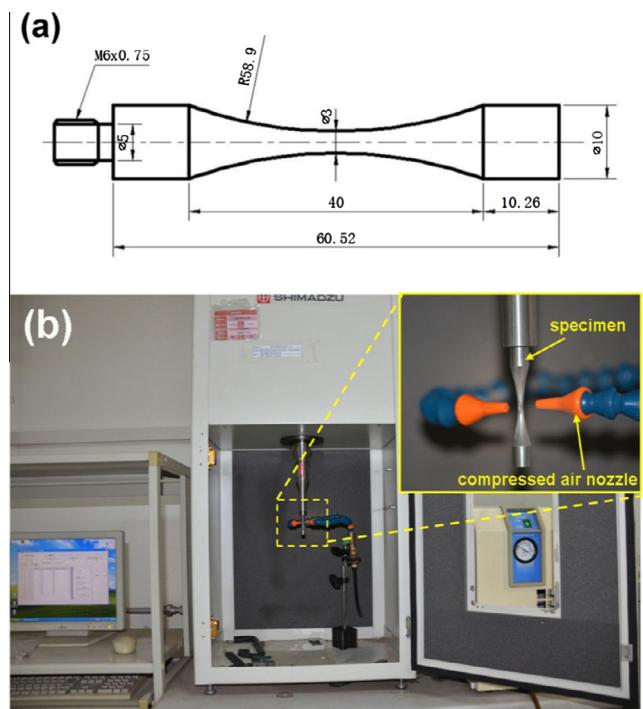 (a)
M6x0.75
R58.9
ø3
ø5
ø10
40
10.26
60.52
(b)
SHIMADZU
specimen
compressed air nozzle